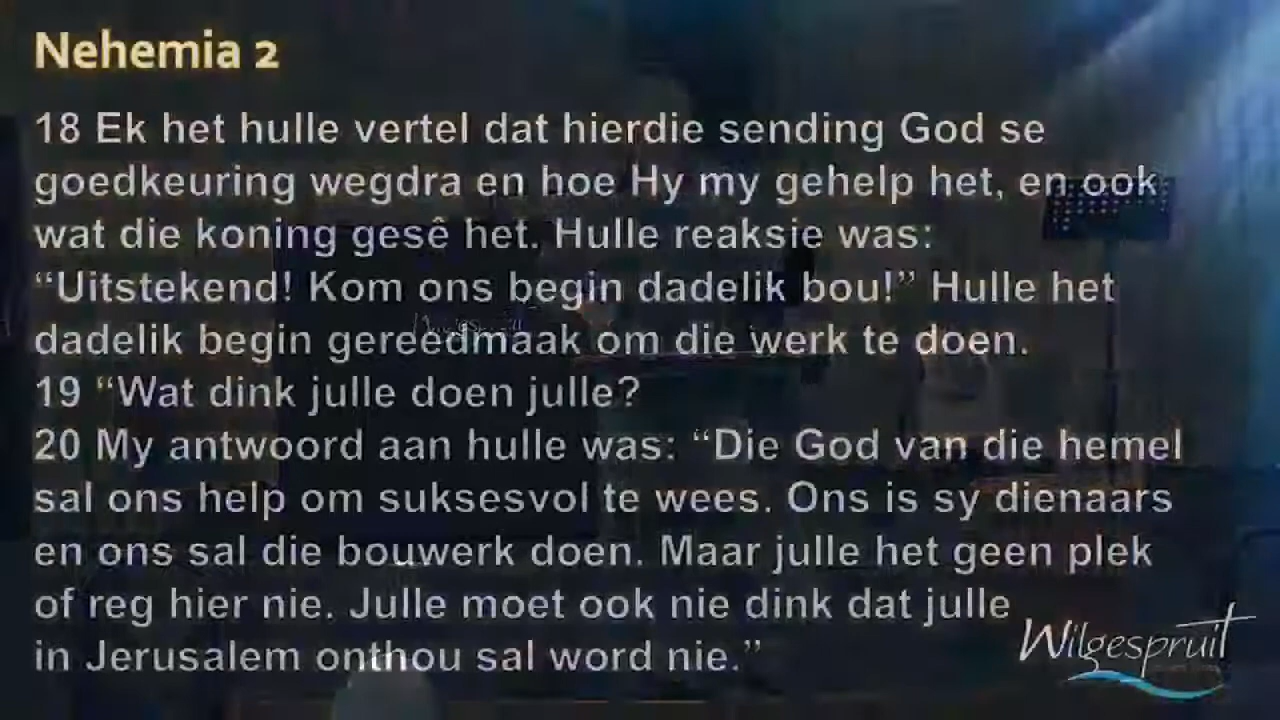 Nehemia 2
18 Ek het hulle vertel dat hierdie sending God se
goedkeuring wegdra en hoe Hy my gehelp het, en ook
wat die koning gesê het. Hulle reaksie was:
“Uitstekend! Kom ons begin dadelik bou!” Hulle het
dadelik begin gereedmaak om die werk te doen.
19 “Wat dink julle doen julle?
20 My antwoord aan hulle was: “Die God van die hemel
sal ons help om suksesvol te wees. Ons is sy dienaars
en ons sal die bouwerk doen. Maar julle het geen plek
of reg hier nie. Julle moet ook nie dink dat julle
in Jerusalem onthou sal word nie.”
Wilgespruit